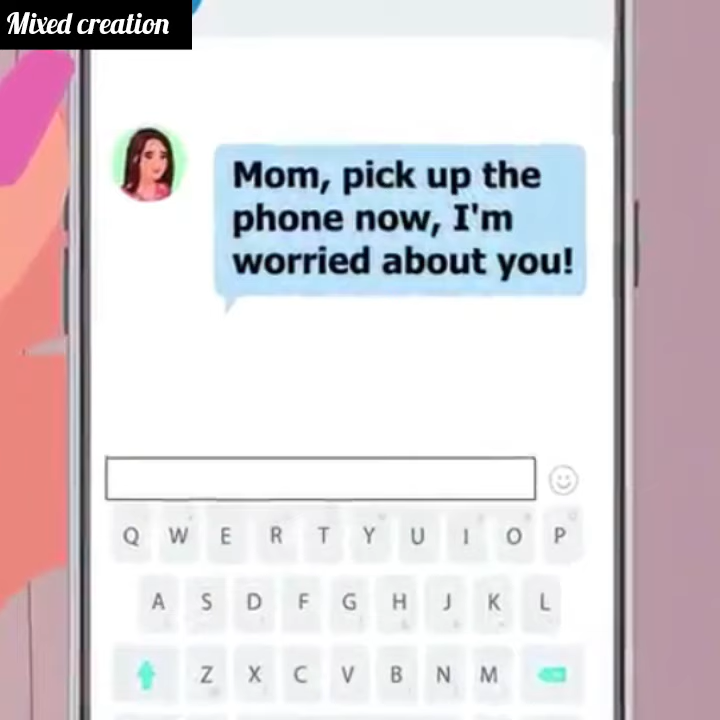 Mixed creation
Mom, pick up the
phone now, I'm
worried about you!
Q W E R T Y U I O P
A S D F G H J K L
Z X C V B N M